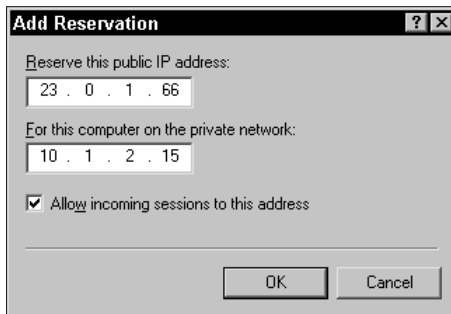 Add Reservation
Reserve this public IP address:
23 . 0 . 1 . 66
For this computer on the private network:
10 . 1 . 2 . 15
Allow incoming sessions to this address
OK Cancel